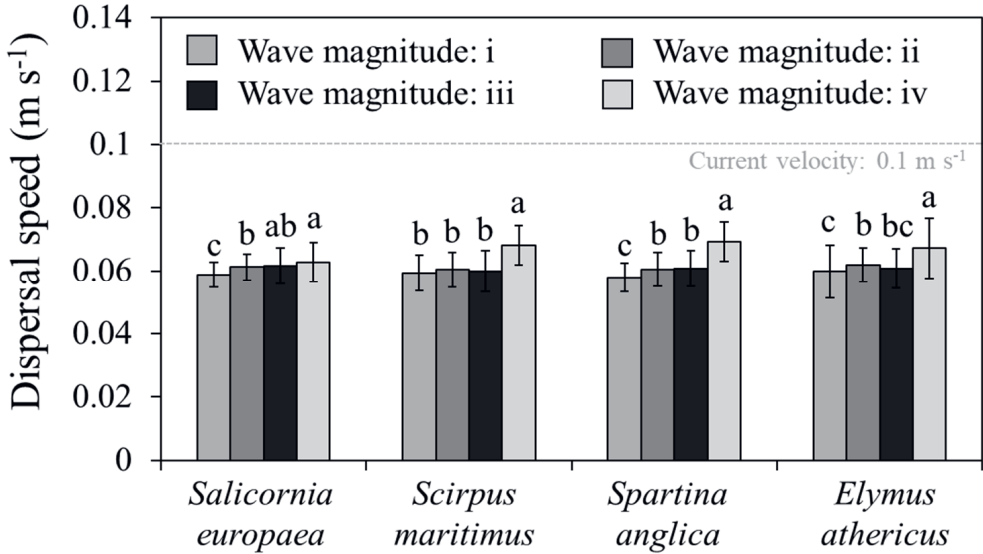 Dispersal speed (m s-1)
0.14
0.12
0.1
0.08
0.06
0.04
0.02
0
Wave magnitude: i
Wave magnitude: ii
Wave magnitude: iii
Wave magnitude: iv
Current velocity: 0.1 m s-1
c b ab a
b b b a
c b b a
c b bc a
Salicornia
europaea
Scirpus
maritimus
Spartina
anglica
Elymus
athericus